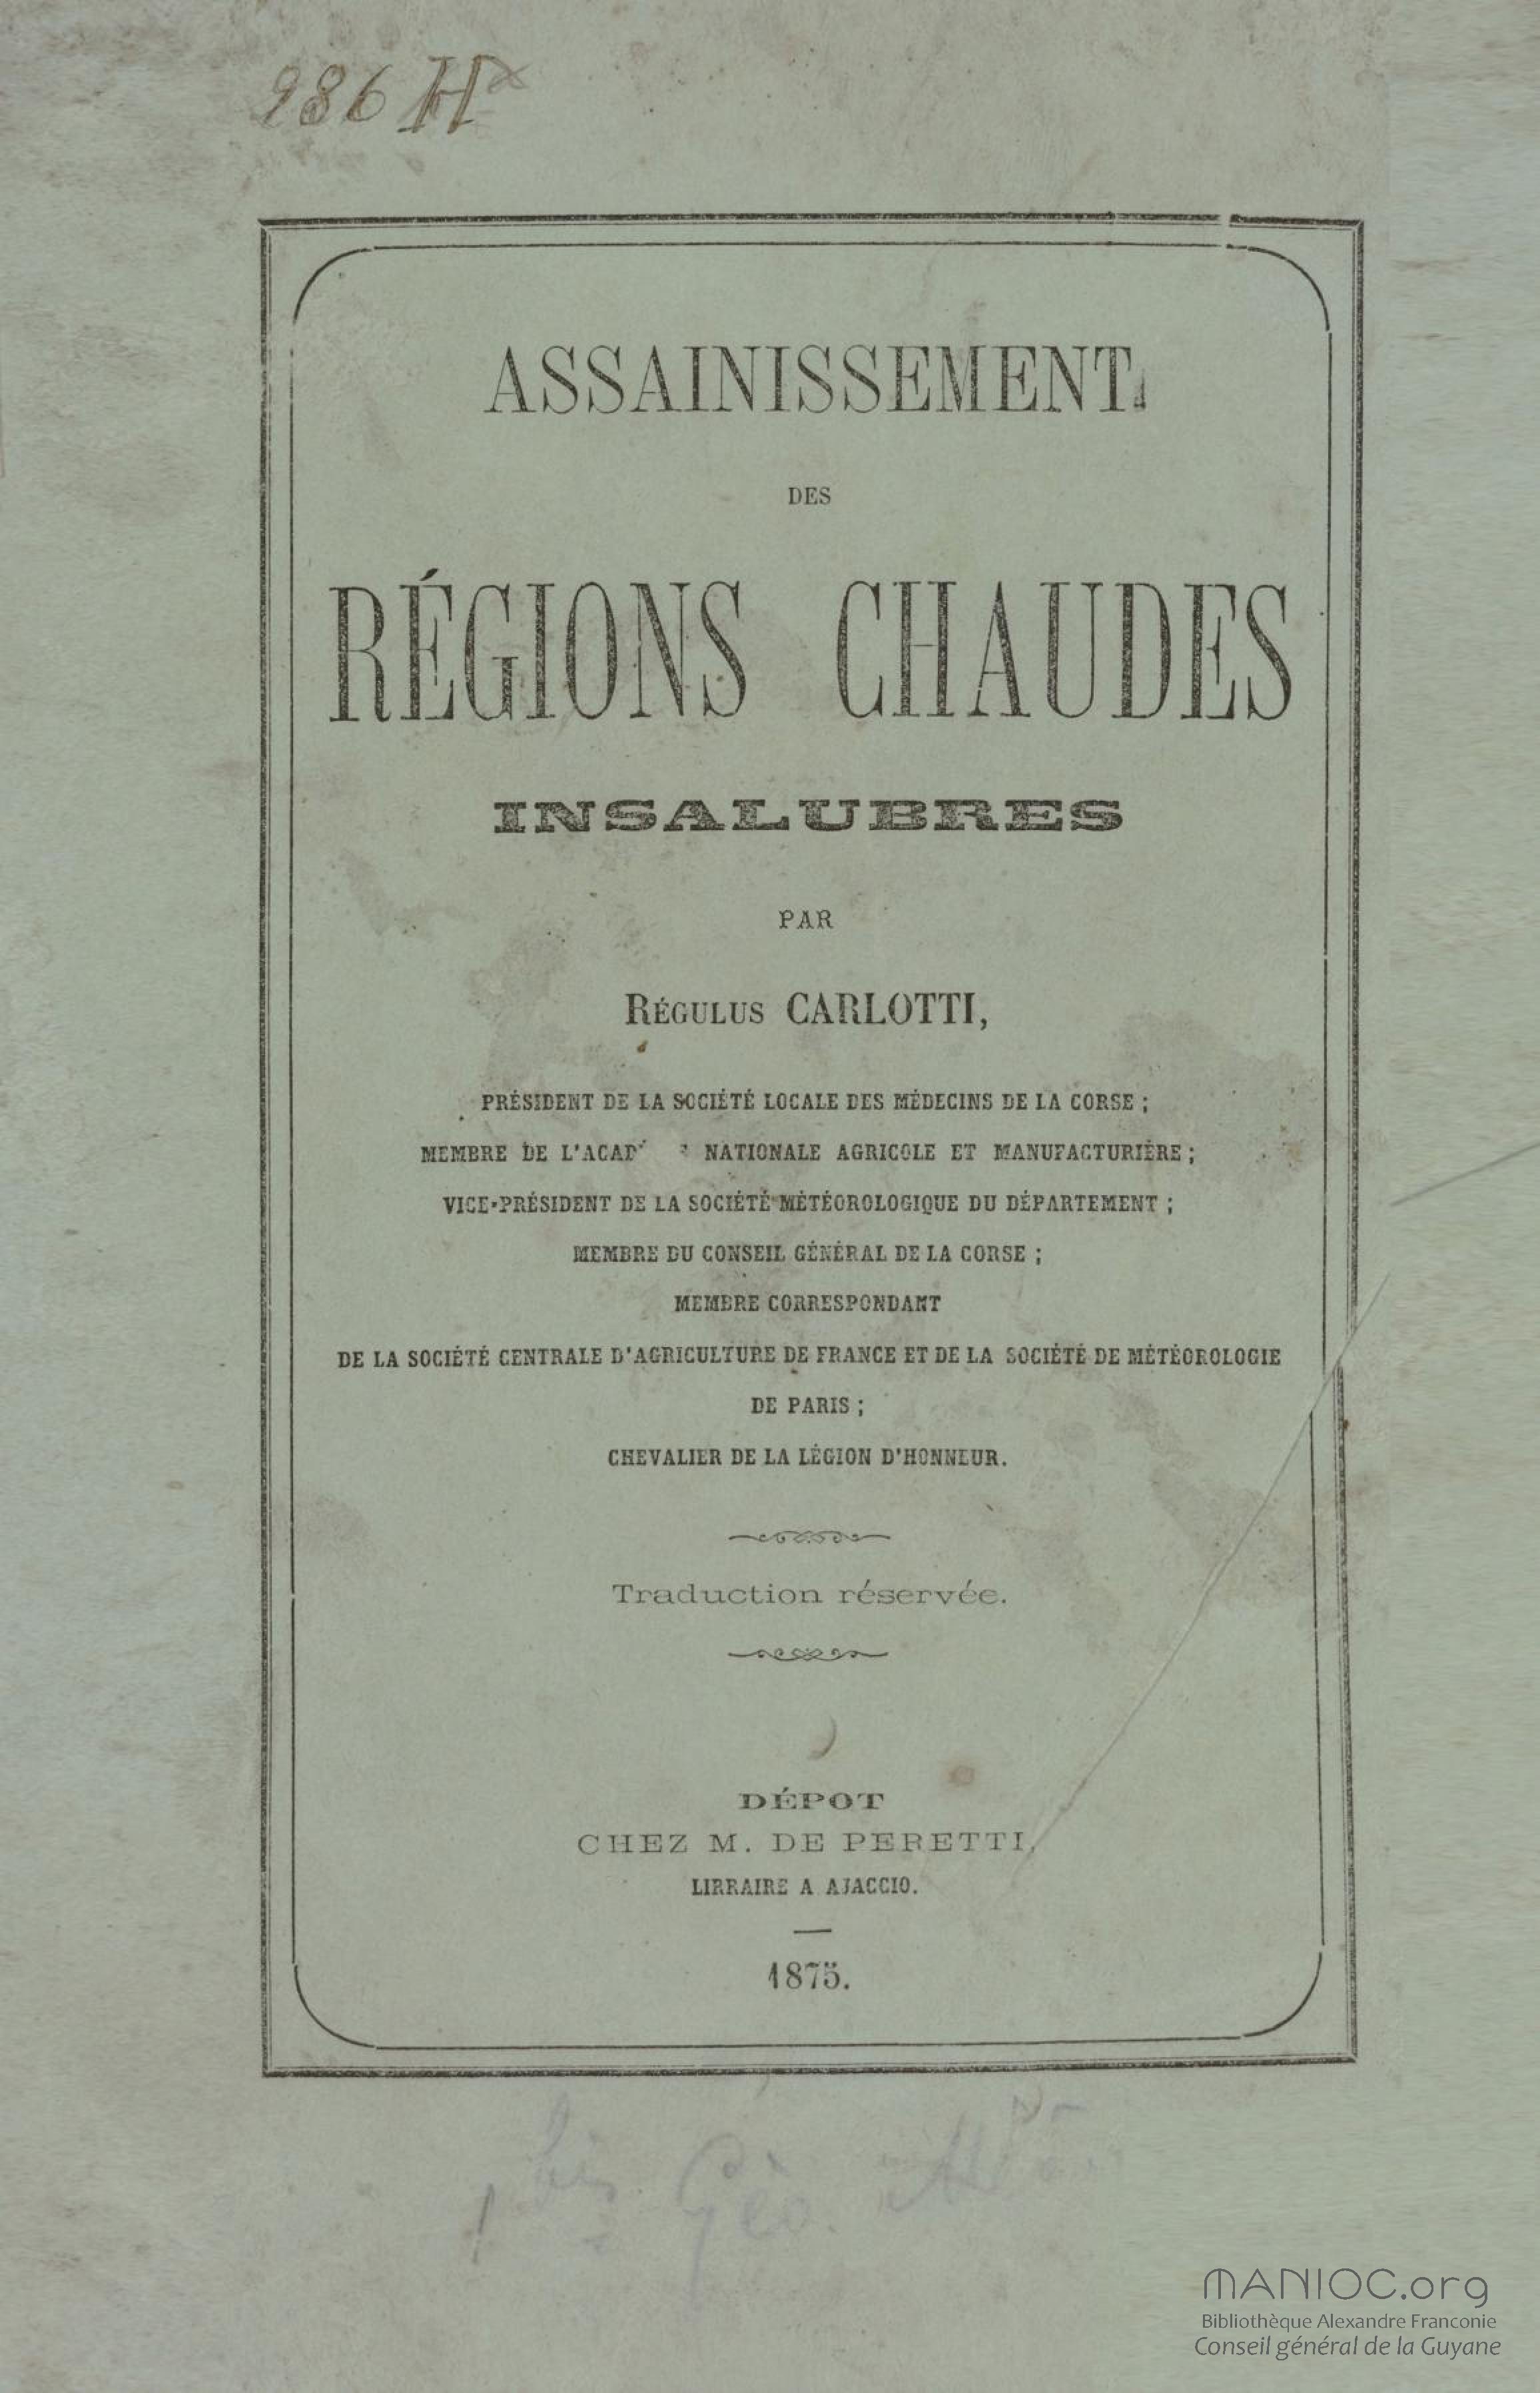 286 H
ASSAINISSEMENT
DES
RÉGIONS CHAUDES
INSALUBRES
PAR
RÉGULUS CARLOTTI,
PRÉSIDENT DE LA SOCIÉTÉ LOCALE DES MÉDECINS DE LA CORSE ;
MEMBRE DE L'ACAD NATIONALE AGRICOLE ET MANUFACTURIÈRE ;
VICE-PRÉSIDENT DE LA SOCIÉTÉ MÉTÉOROLOGIQUE DU DÉPARTEMENT ;
MEMBRE DU CONSEIL GÉNÉRAL DE LA CORSE ;
MEMBRE CORRESPONDANT
DE LA SOCIÉTÉ CENTRALE D'AGRICULTURE DE FRANCE ET DE LA SOCIÉTÉ DE MÉTÉOROLOGIE
DE PARIS ;
CHEVALIER DE LA LÉGION D'HONNEUR.
Traduction réservée.
DÉPOT
CHEZ M. DE PERETTI,
LIBRAIRE A AJACCIO.
1875.
MANIOC.org
Bibliothèque Alexandre Franconie
Conseil général de la Guyane